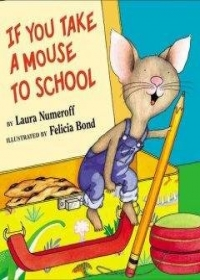 IF YOU TAKE
A MOUSE
TO SCHOOL
BY Laura Numeroff
ILLUSTRATED BY Felicia Bond